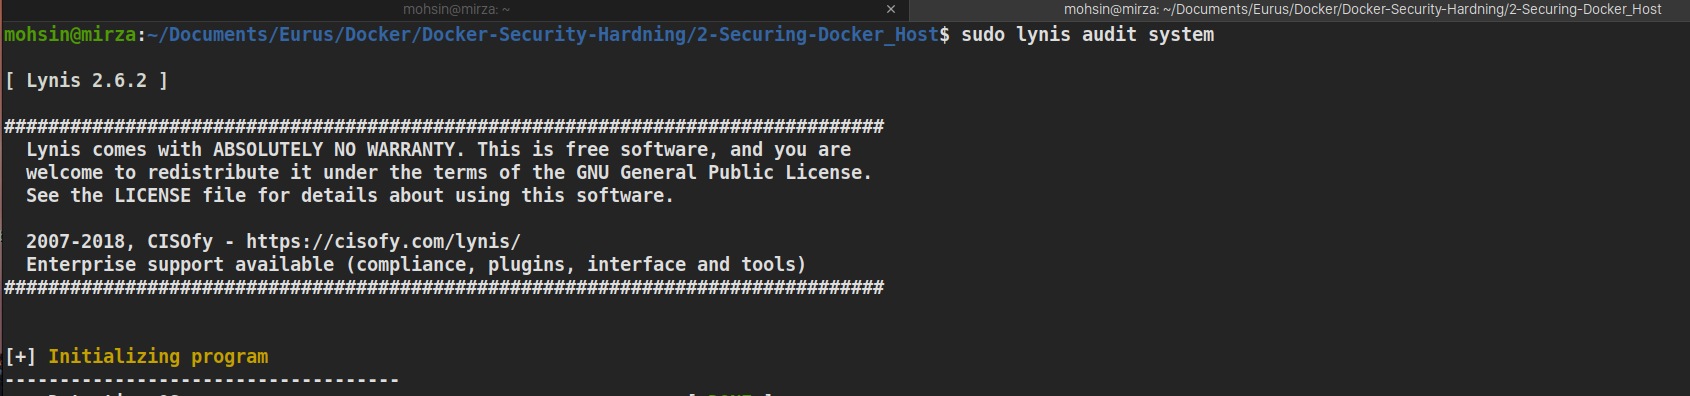 mohsin@mirza: ~ ×
mohsin@mirza: ~/Documents/Eurus/Docker/Docker-Security-Hardning/2-Securing-Docker_Host
mohsin@mirza:~/Documents/Eurus/Docker/Docker-Security-Hardning/2-Securing-Docker_Host$ sudo lynis audit system
[ Lynis 2.6.2 ]
################################################################################
Lynis comes with ABSOLUTELY NO WARRANTY. This is free software, and you are
welcome to redistribute it under the terms of the GNU General Public License.
See the LICENSE file for details about using this software.
2007-2018, CISOfy - https://cisofy.com/lynis/
Enterprise support available (compliance, plugins, interface and tools)
################################################################################
[+] Initializing program
------------------------------------